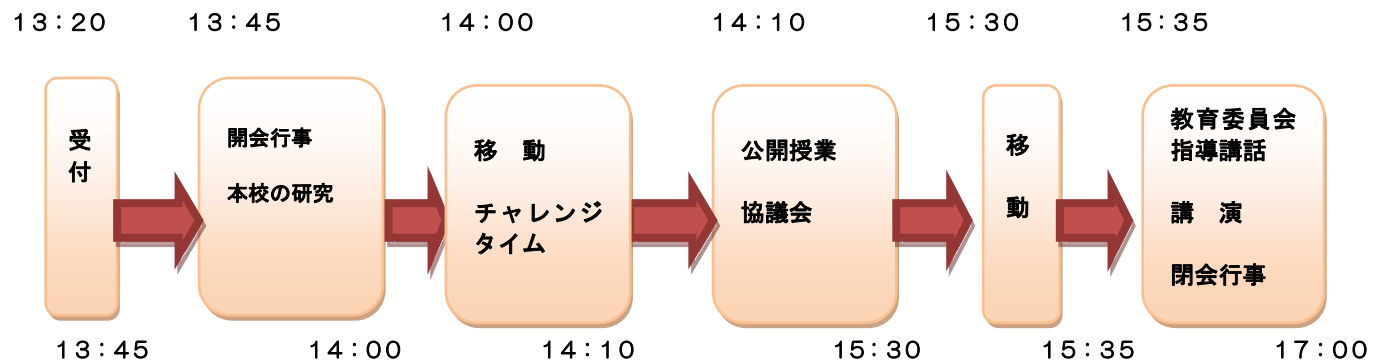 13:20 13:45 14:00 14:10 15:30 15:35
受付
開会行事
本校の研究
移　動
チャレンジ
タイム
公開授業
協議会
移動
教育委員会
指導講話
講　演
閉会行事
13:45 14:00 14:10 15:30 15:35 17:00